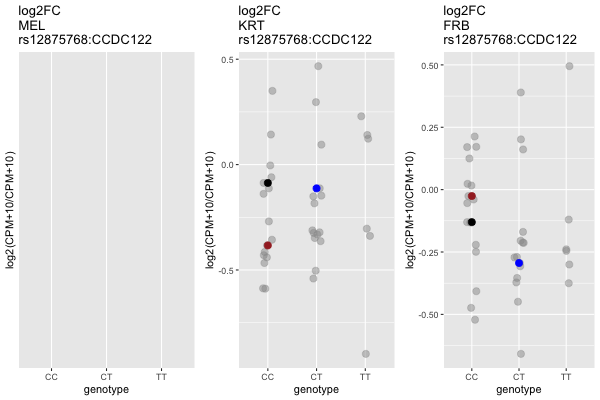 log2FC
MEL
rs12875768:CCDC122
log2(CPM+10/CPM+10)
CC CT TT
genotype
log2FC
KRT
rs12875768:CCDC122
log2(CPM+10/CPM+10)
0.5
0.0
-0.5
CC CT TT
genotype
log2FC
FRB
rs12875768:CCDC122
log2(CPM+10/CPM+10)
0.50
0.25
0.00
-0.25
-0.50
CC CT TT
genotype